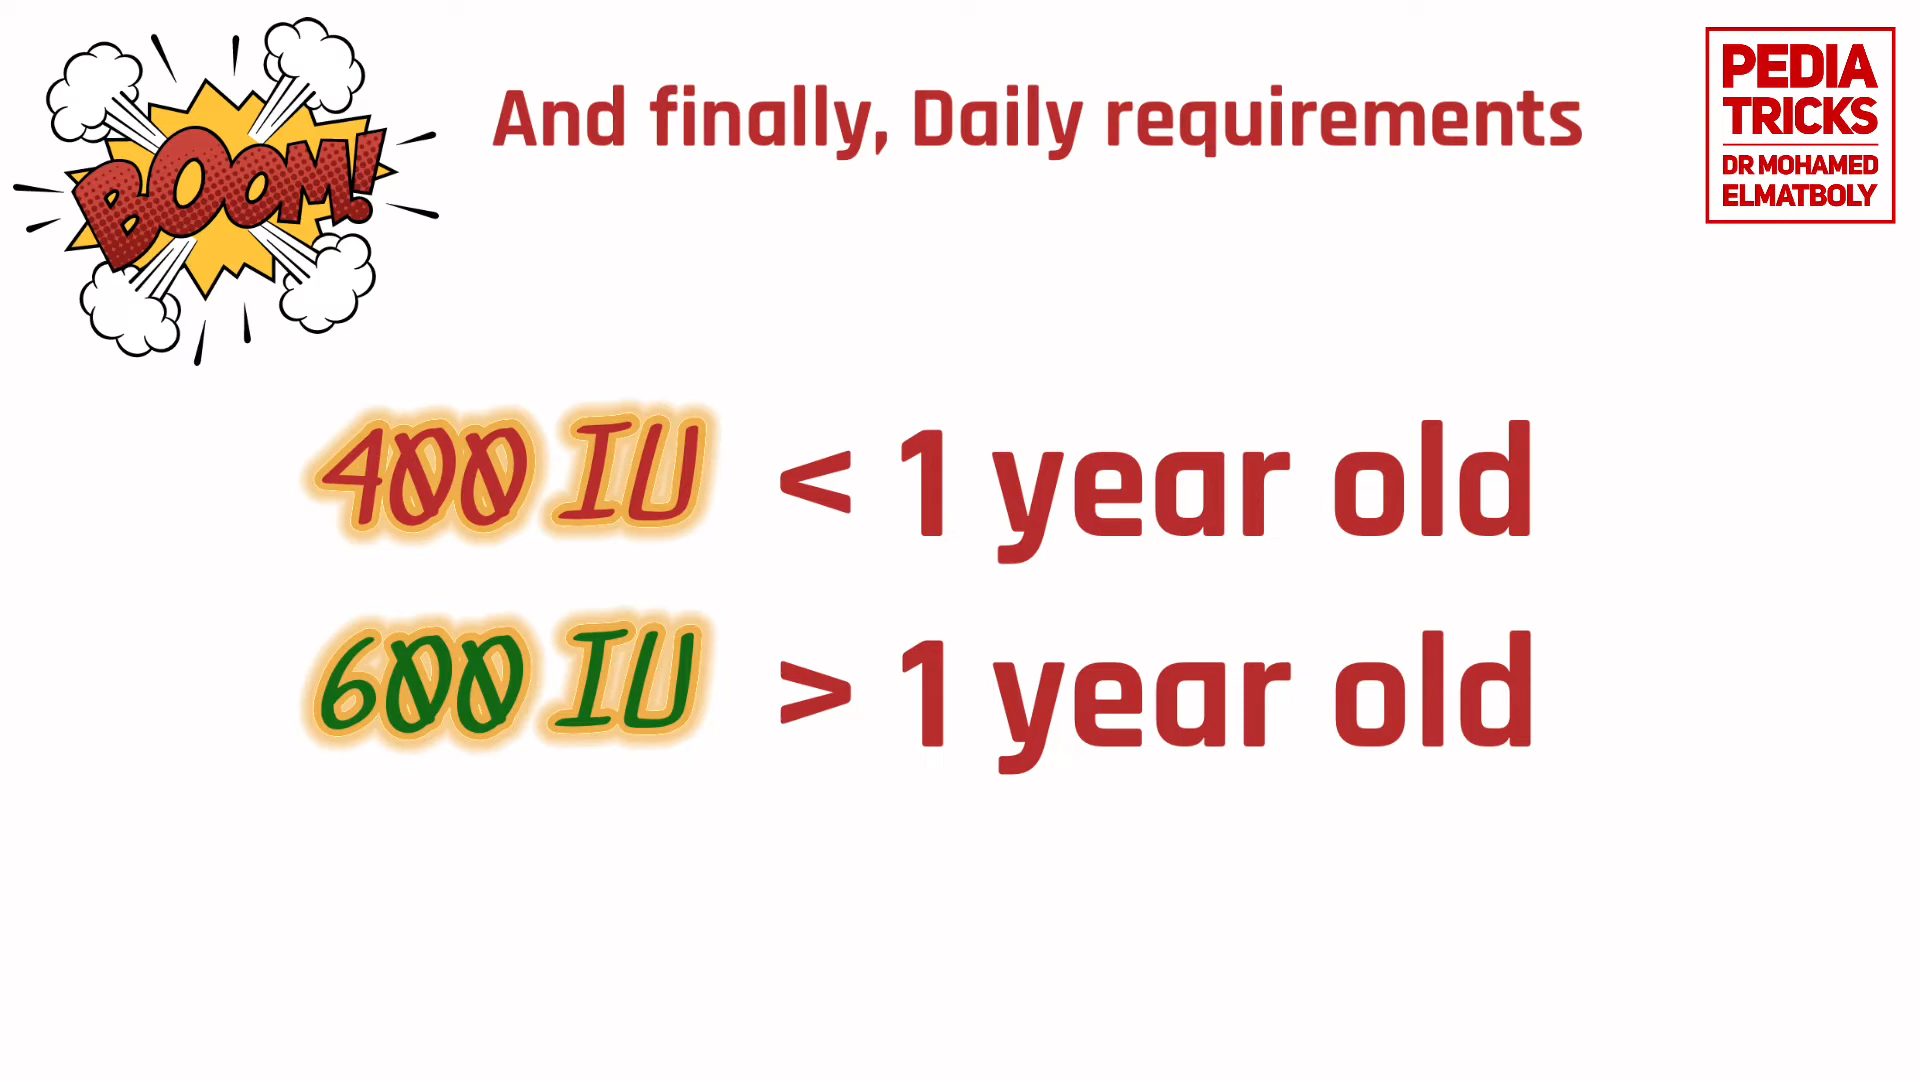 BOOM!
And finally, Daily requirements
PEDIA
TRICKS
DR MOHAMED
ELMATBOLY
400 IU < 1 year old
600 IU > 1 year old